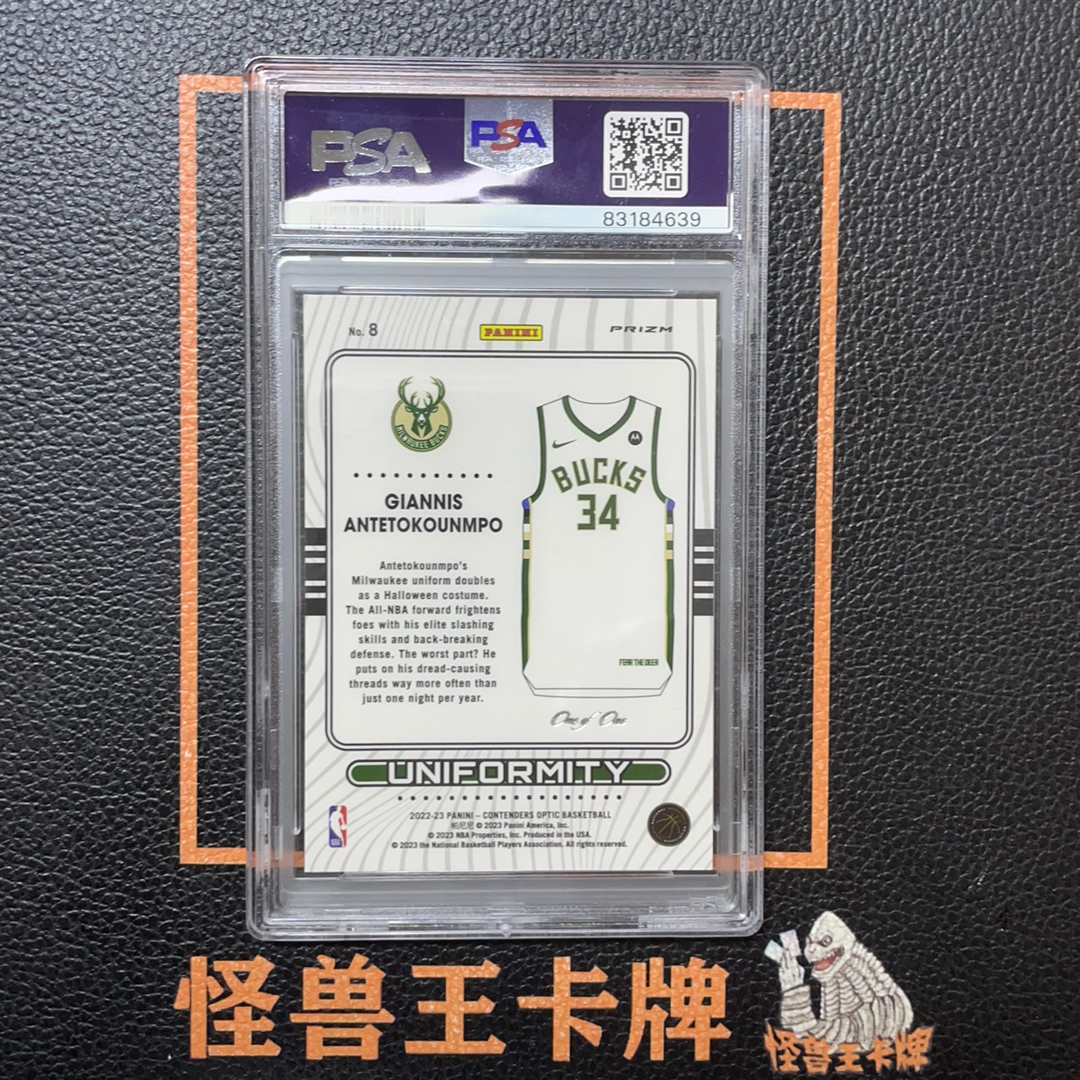 PSA
PSA
83184639
No. 8
PANINI
PRIZM
MILWAUKEE BUCKS
GIANNIS
ANTETOKOUNMPO
Antetokounmpo's
Milwaukee uniform doubles
as a Halloween costume.
The All-NBA forward frightens
foes with his elite slashing
skills and back-breaking
defense. The worst part? He
puts on his dread-causing
threads way more often than
just one night per year.
BUCKS
34
FEAR THE DEER
One of One
UNIFORMITY
2022-23 PANINI – CONTENDERS OPTIC BASKETBALL
帕尼尼 © 2023 Panini America, Inc.
© 2023 NBA Properties, Inc. Produced in the USA.
© 2023 the National Basketball Players Association. All rights reserved.
怪兽王卡牌
怪兽王卡牌